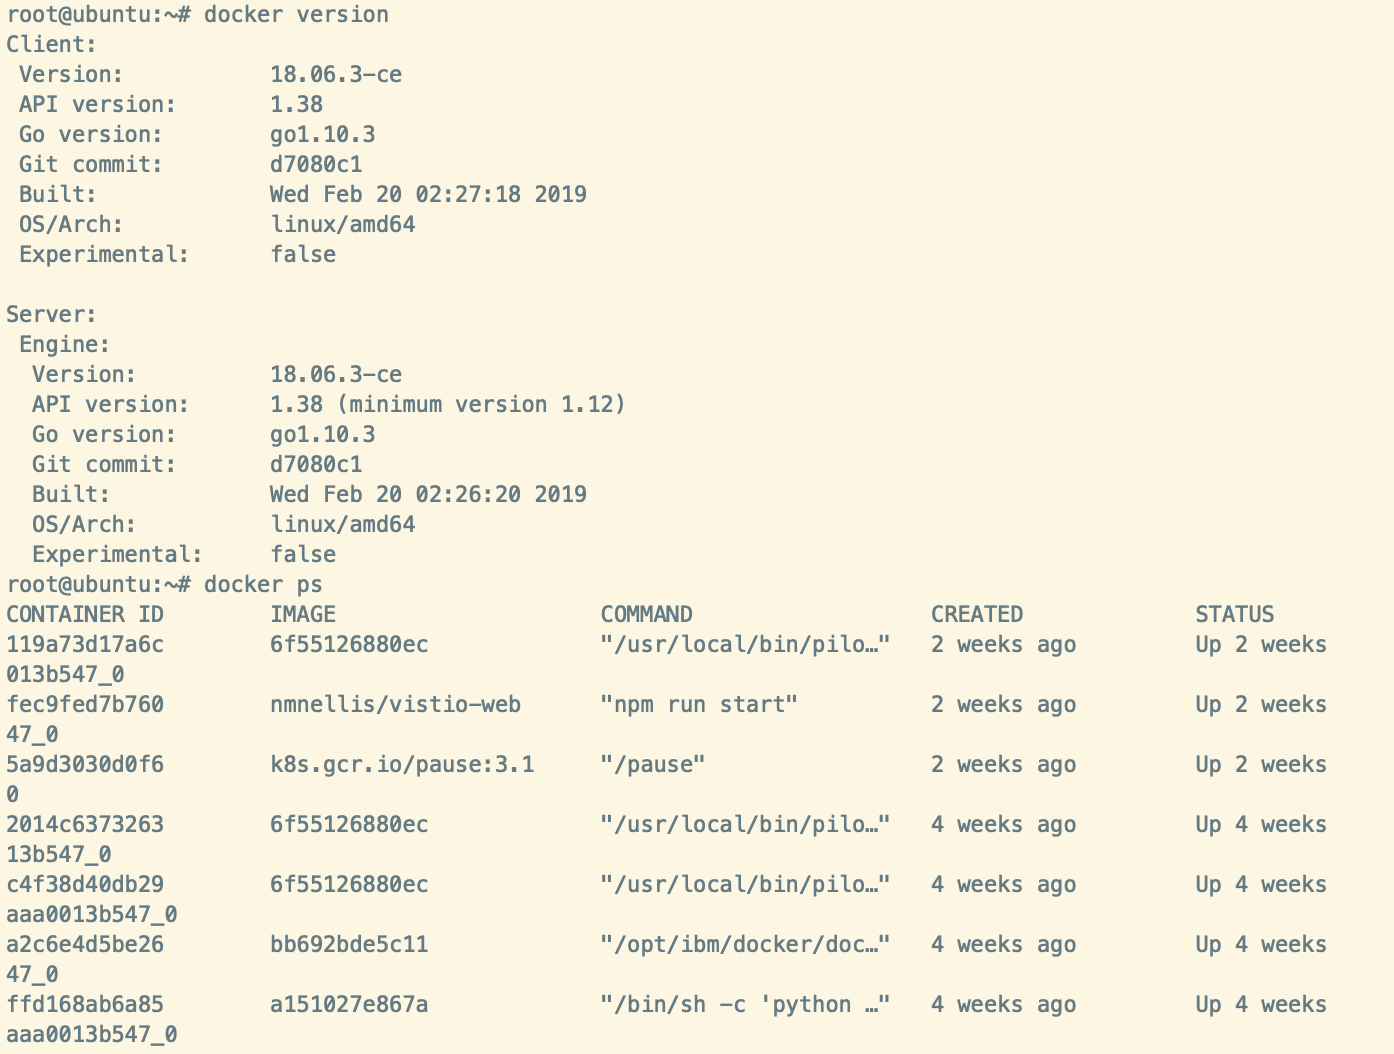 root@ubuntu:~# docker version
Client:
 Version:           18.06.3-ce
 API version:       1.38
 Go version:        go1.10.3
 Git commit:        d7080c1
 Built:             Wed Feb 20 02:27:18 2019
 OS/Arch:           linux/amd64
 Experimental:      false

Server:
 Engine:
  Version:          18.06.3-ce
  API version:      1.38 (minimum version 1.12)
  Go version:       go1.10.3
  Git commit:       d7080c1
  Built:            Wed Feb 20 02:26:20 2019
  OS/Arch:          linux/amd64
  Experimental:     false
root@ubuntu:~# docker ps
CONTAINER ID        IMAGE                    COMMAND                  CREATED             STATUS
119a73d17a6c        6f55126880ec             "/usr/local/bin/pilo…"   2 weeks ago         Up 2 weeks
013b547_0
fec9fed7b760        nmnellis/vistio-web      "npm run start"          2 weeks ago         Up 2 weeks
47_0
5a9d3030d0f6        k8s.gcr.io/pause:3.1     "/pause"                 2 weeks ago         Up 2 weeks
0
2014c6373263        6f55126880ec             "/usr/local/bin/pilo…"   4 weeks ago         Up 4 weeks
13b547_0
c4f38d40db29        6f55126880ec             "/usr/local/bin/pilo…"   4 weeks ago         Up 4 weeks
aaa0013b547_0
a2c6e4d5be26        bb692bde5c11             "/opt/ibm/docker/doc…"   4 weeks ago         Up 4 weeks
47_0
ffd168ab6a85        a151027e867a             "/bin/sh -c 'python …"   4 weeks ago         Up 4 weeks
aaa0013b547_0